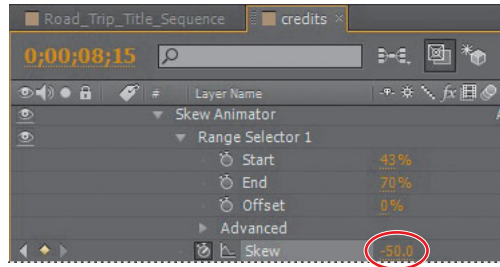 Road_Trip_Title_Sequence credits ×
0;00;08;15
# Layer Name fx
Skew Animator
Range Selector 1
Start 43%
End 70%
Offset 0%
Advanced
Skew -50.0